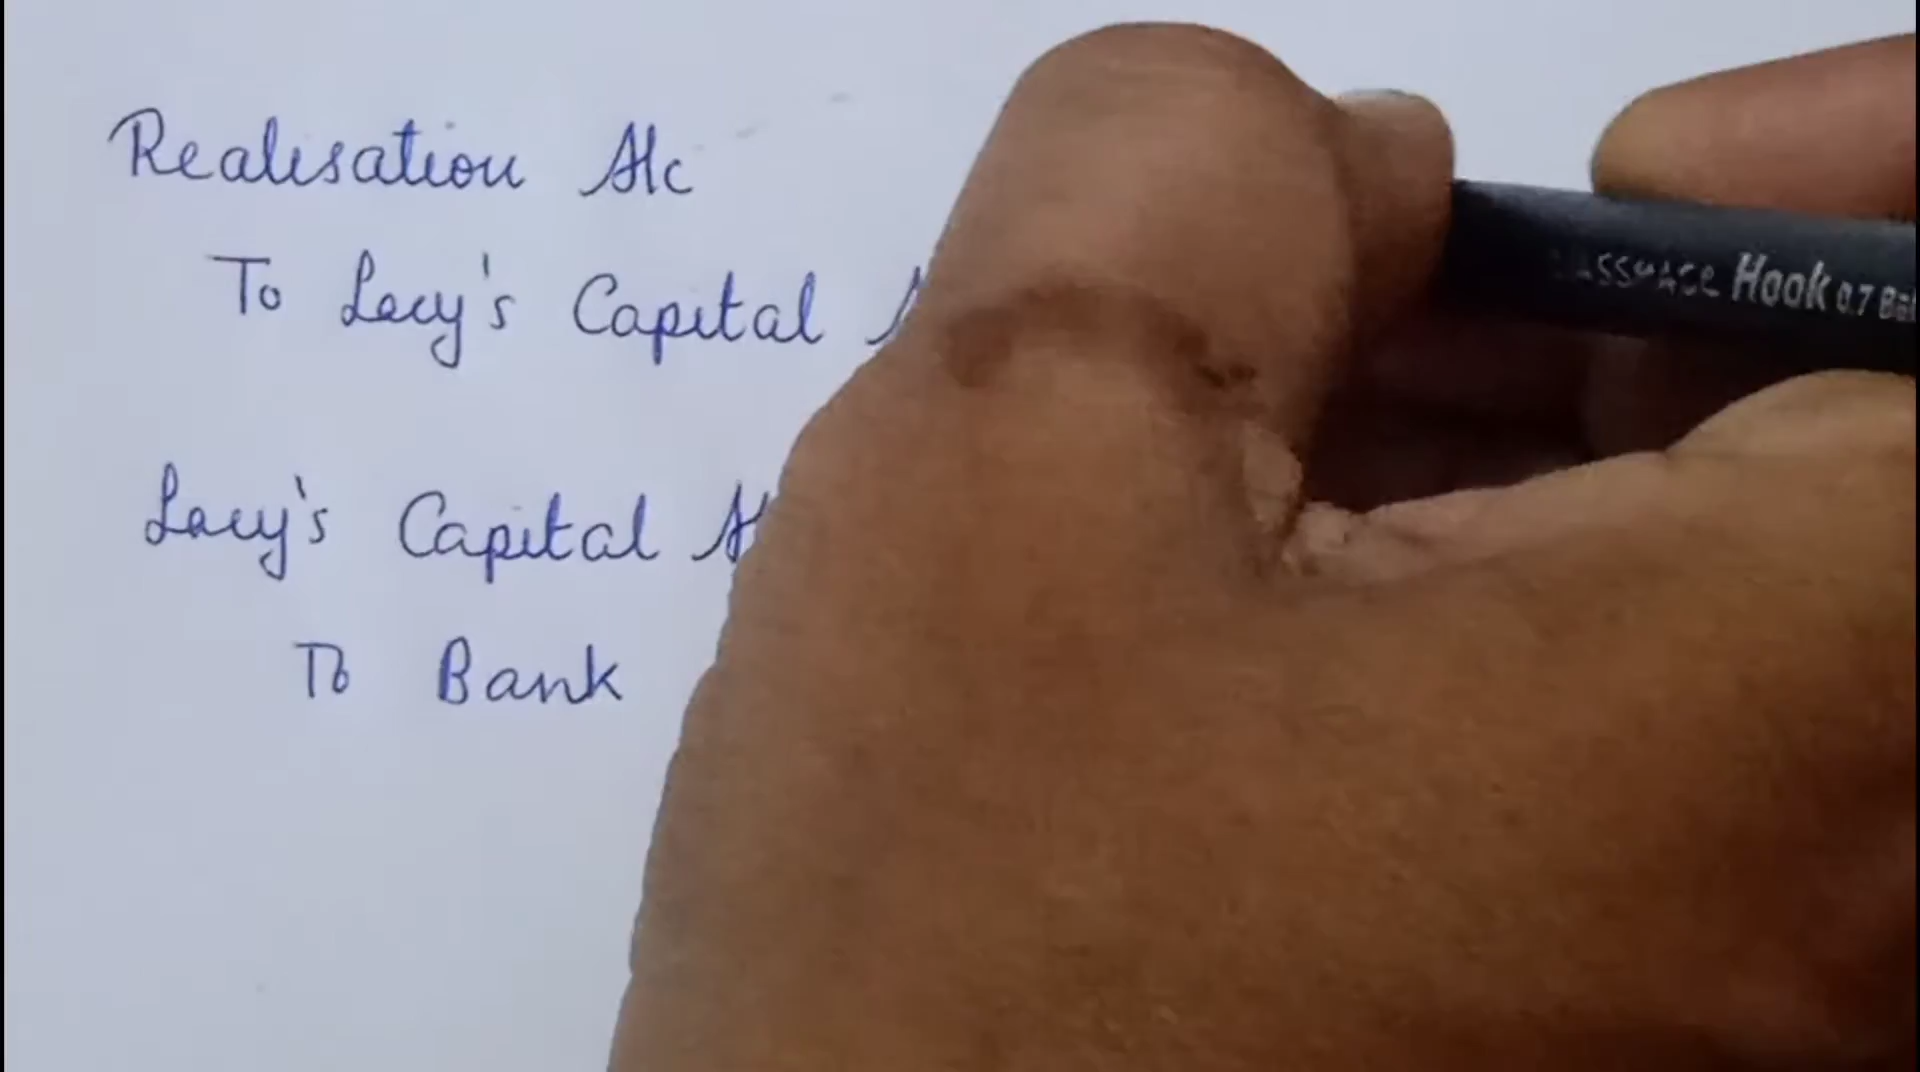 Realisation A/c
To Lacy's Capital
Lacy's Capital
To Bank
Hook 0.7